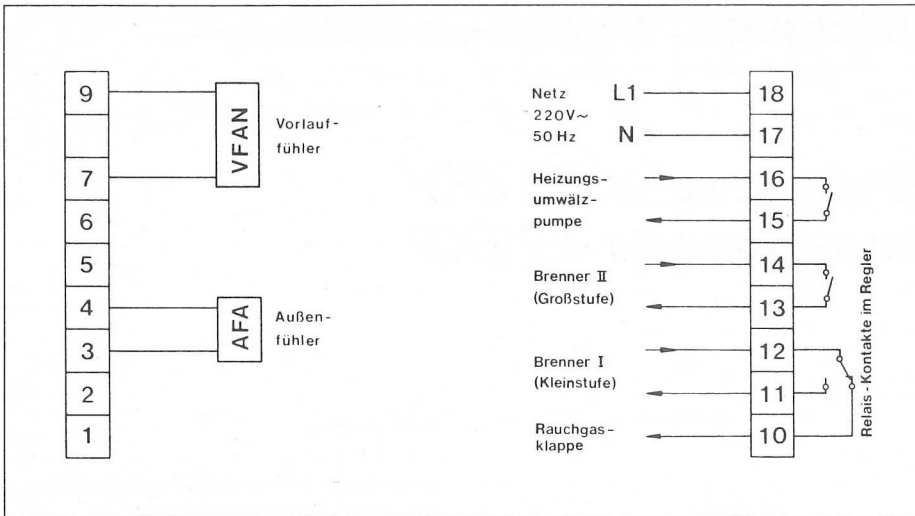 9
7
6
5
4
3
2
1
VFAN
Vorlauf-
fühler
AFA
Außen-
fühler
Netz L1
220V~
50 Hz N
Heizungs-
umwälz-
pumpe
Brenner II
(Großstufe)
Brenner I
(Kleinstufe)
Rauchgas-
klappe
18
17
16
15
14
13
12
11
10
Relais-Kontakte im Regler